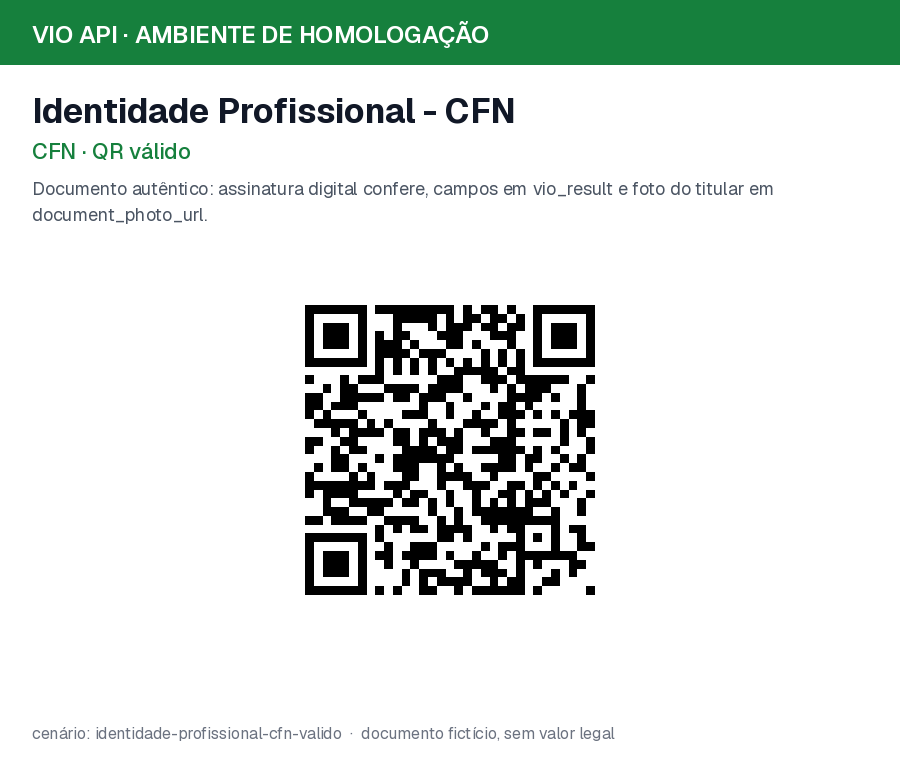 VIO API · AMBIENTE DE HOMOLOGAÇÃO
Identidade Profissional - CFN
CFN · QR válido
Documento autêntico: assinatura digital confere, campos em vio_result e foto do titular em
document_photo_url.
cenário: identidade-profissional-cfn-valido · documento fictício, sem valor legal